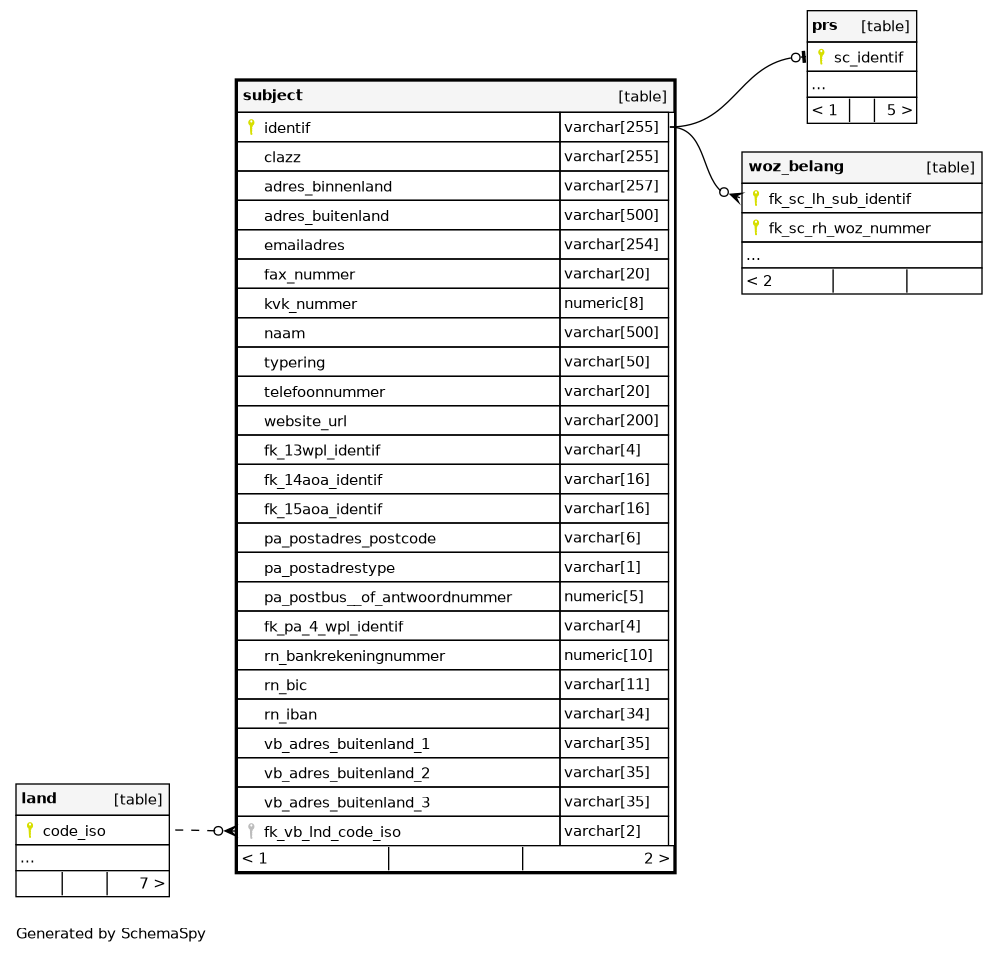 prs [table]
sc_identif
...
< 1 5 >
subject [table]
identif varchar[255]
clazz varchar[255]
adres_binnenland varchar[257]
adres_buitenland varchar[500]
emailadres varchar[254]
fax_nummer varchar[20]
kvk_nummer numeric[8]
naam varchar[500]
typering varchar[50]
telefoonnummer varchar[20]
website_url varchar[200]
fk_13wpl_identif varchar[4]
fk_14aoa_identif varchar[16]
fk_15aoa_identif varchar[16]
pa_postadres_postcode varchar[6]
pa_postadrestype varchar[1]
pa_postbus__of_antwoordnummer numeric[5]
fk_pa_4_wpl_identif varchar[4]
rn_bankrekeningnummer numeric[10]
rn_bic varchar[11]
rn_iban varchar[34]
vb_adres_buitenland_1 varchar[35]
vb_adres_buitenland_2 varchar[35]
vb_adres_buitenland_3 varchar[35]
fk_vb_lnd_code_iso varchar[2]
< 1 2 >
woz_belang [table]
fk_sc_lh_sub_identif
fk_sc_rh_woz_nummer
...
< 2
land [table]
code_iso
...
7 >
Generated by SchemaSpy